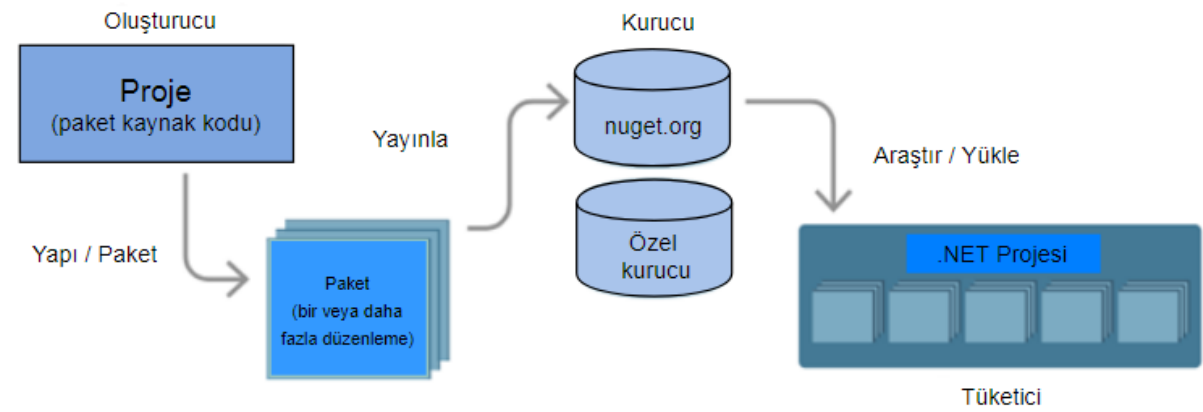 Oluşturucu
Proje
(paket kaynak kodu)
Yapı / Paket
Paket
(bir veya daha
fazla düzenleme)
Yayınla
Kurucu
nuget.org
Özel
kurucu
Araştır / Yükle
.NET Projesi
Tüketici